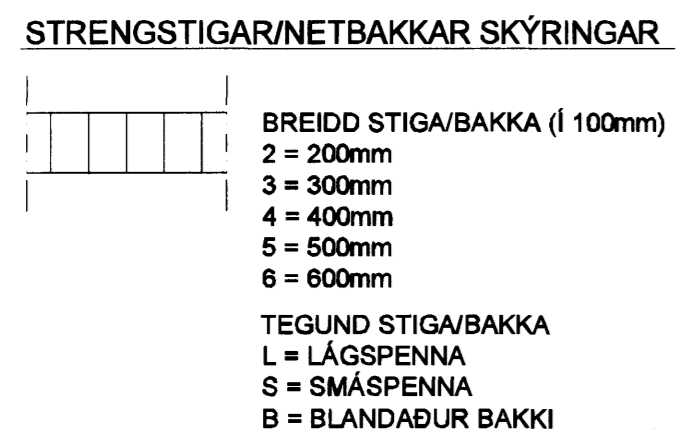 STRENGSTIGAR/NETBAKKAR SKÝRINGAR
BREIDD STIGA/BAKKA (Í 100mm)
2 = 200mm
3 = 300mm
4 = 400mm
5 = 500mm
6 = 600mm
TEGUND STIGA/BAKKA
L = LÁGSPENNA
S = SMÁSPENNA
B = BLANDAÐUR BAKKI